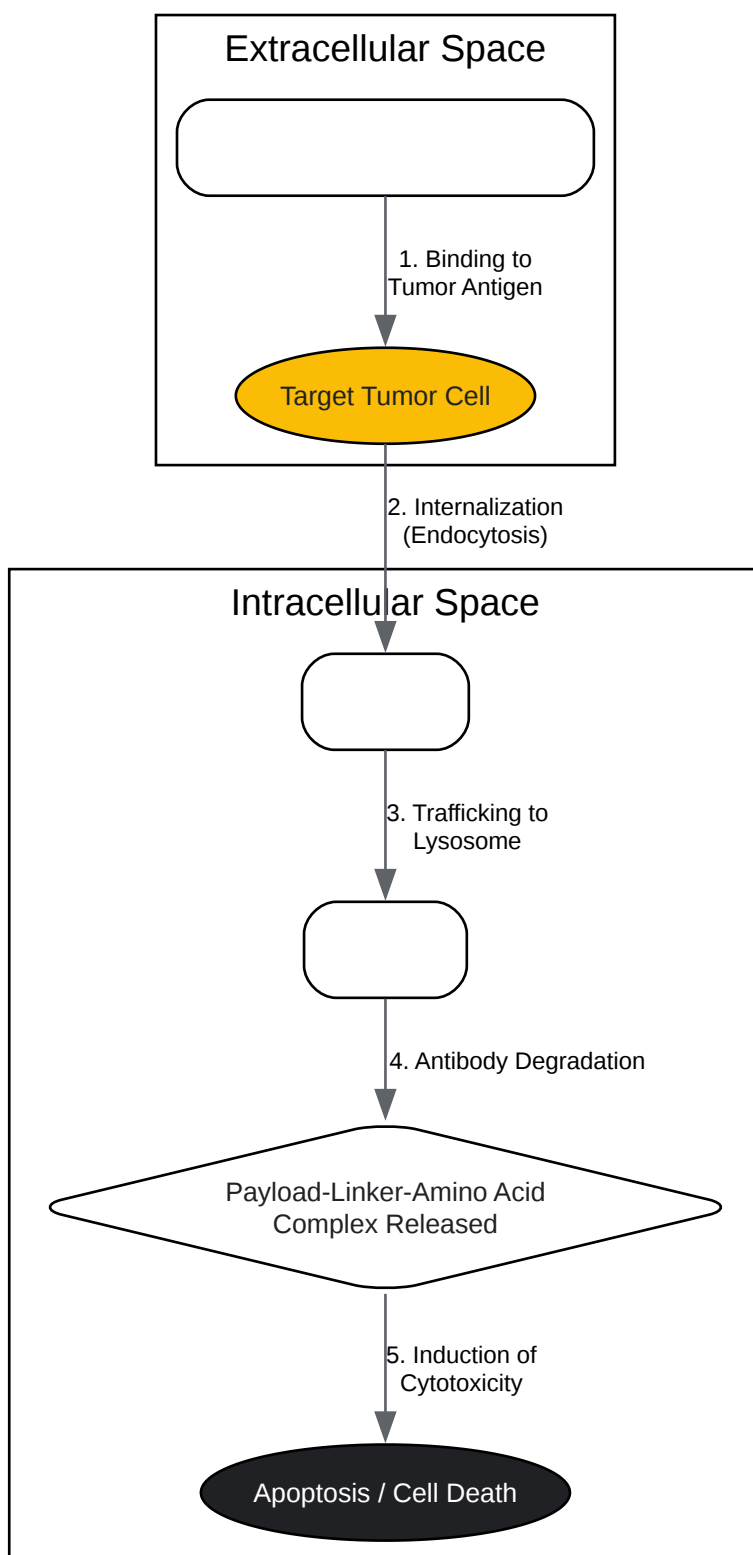 Extracellular Space
1. Binding to
Tumor Antigen
Target Tumor Cell
2. Internalization
(Endocytosis)
Intracellular Space
3. Trafficking to
Lysosome
4. Antibody Degradation
Payload-Linker-Amino Acid
Complex Released
5. Induction of
Cytotoxicity
Apoptosis / Cell Death